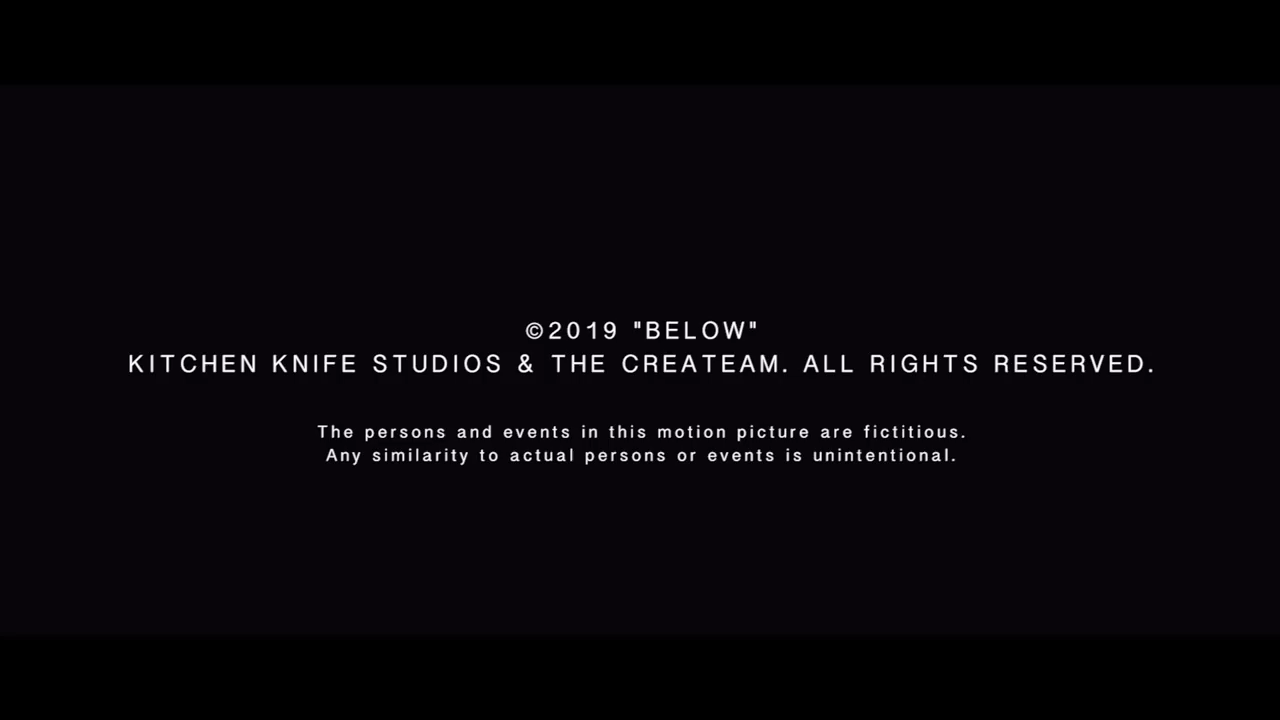 ©2019 "BELOW"
KITCHEN KNIFE STUDIOS & THE CREATEAM. ALL RIGHTS RESERVED.
The persons and events in this motion picture are fictitious.
Any similarity to actual persons or events is unintentional.